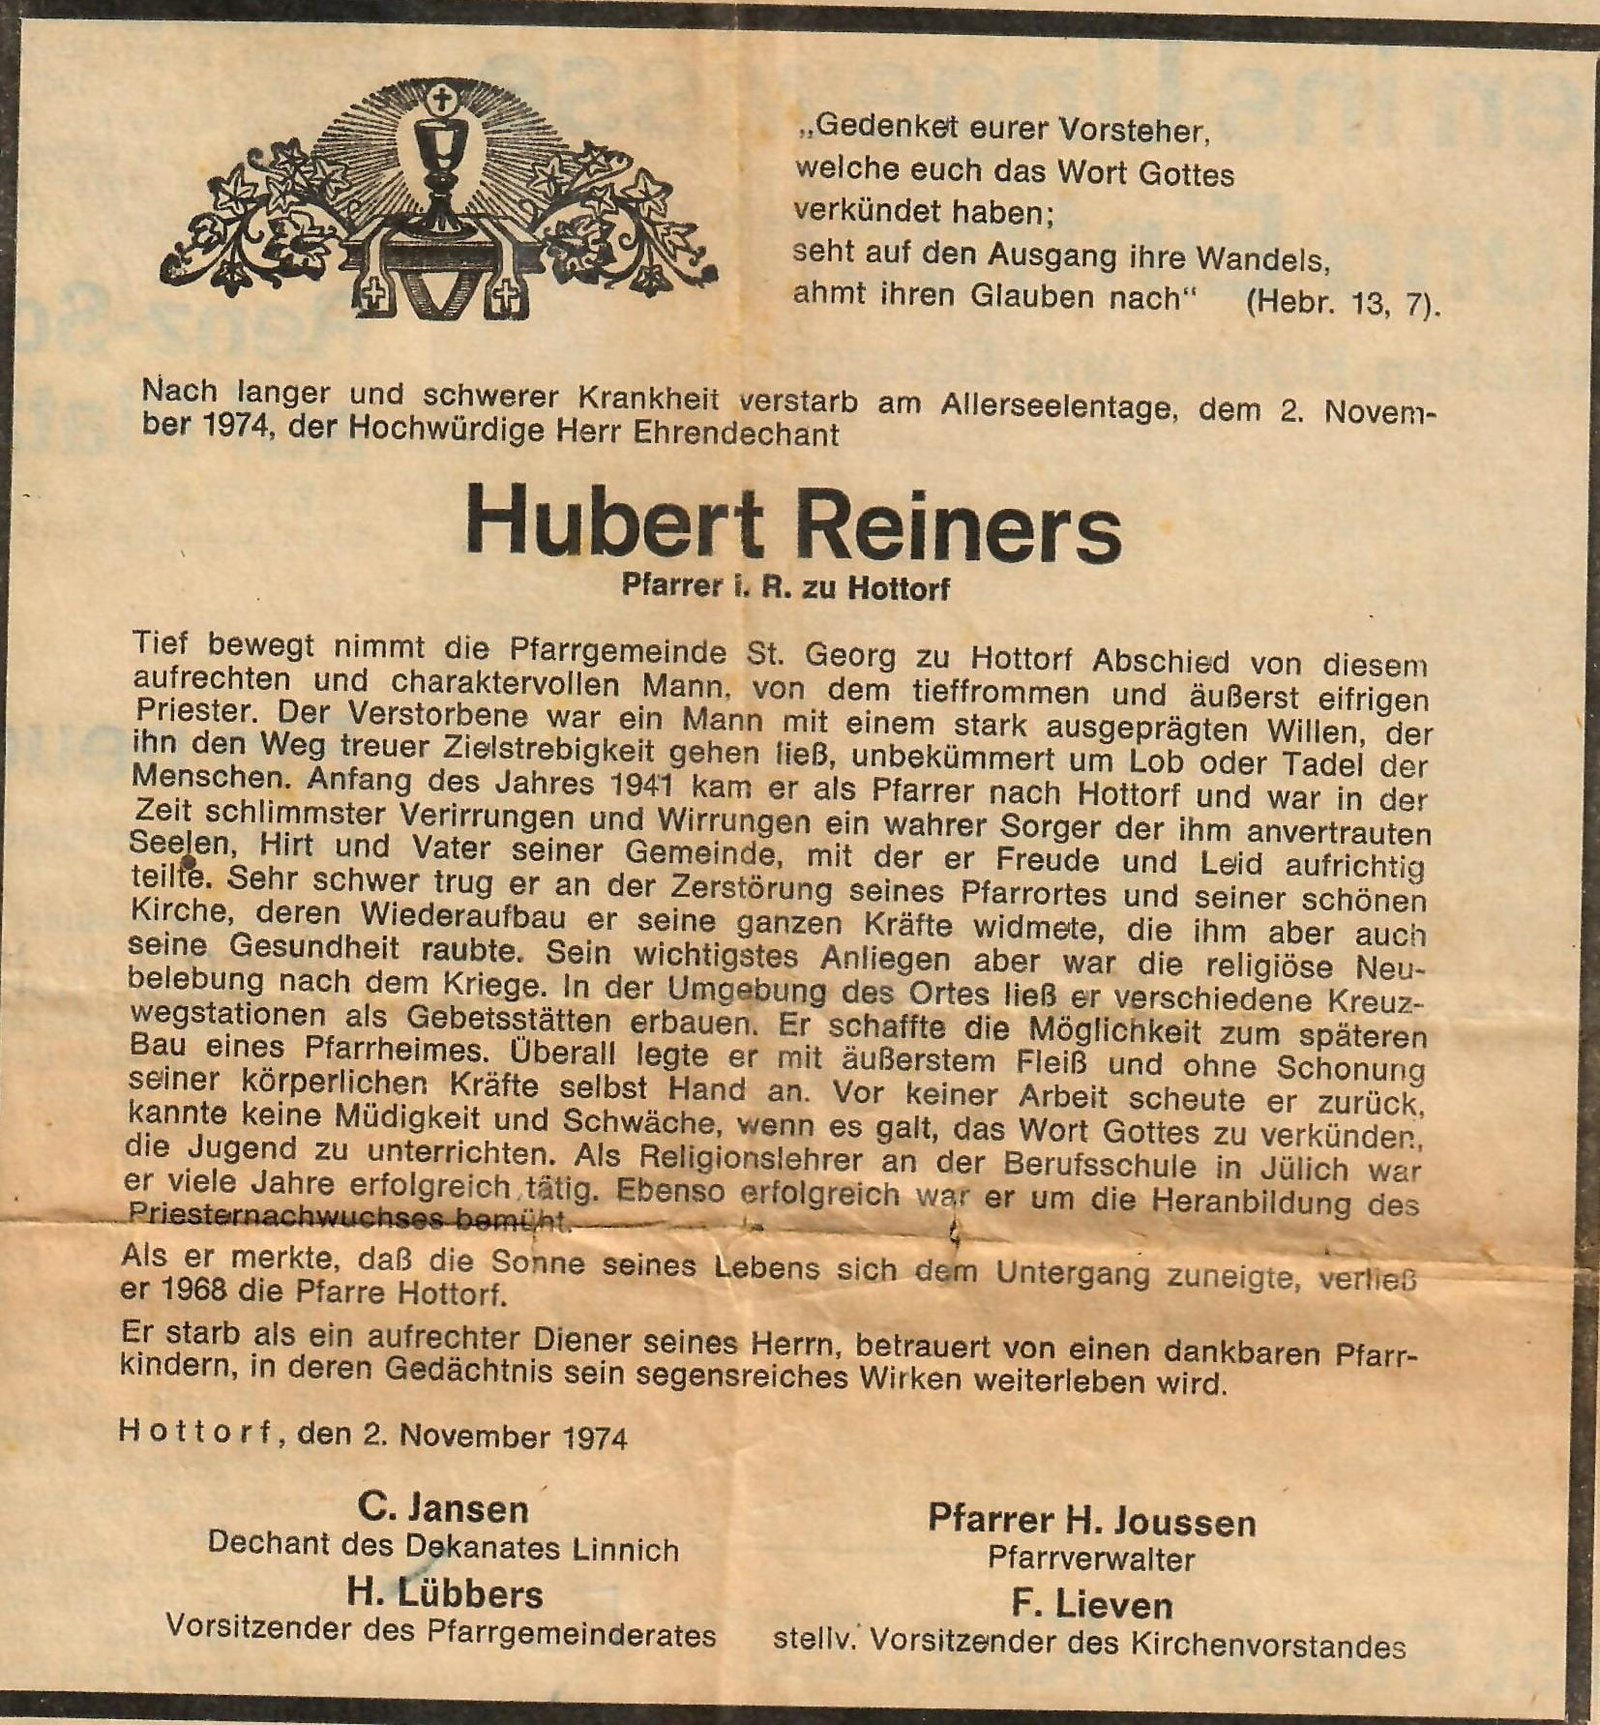 „Gedenket eurer Vorsteher,
welche euch das Wort Gottes
verkündet haben;
seht auf den Ausgang ihre Wandels,
ahmt ihren Glauben nach“ (Hebr. 13, 7).
Nach langer und schwerer Krankheit verstarb am Allerseelentage, dem 2. Novem-
ber 1974, der Hochwürdige Herr Ehrendechant
Hubert Reiners
Pfarrer i. R. zu Hottorf
Tief bewegt nimmt die Pfarrgemeinde St. Georg zu Hottorf Abschied von diesem
aufrechten und charaktervollen Mann, von dem tieffrommen und äußerst eifrigen
Priester. Der Verstorbene war ein Mann mit einem stark ausgeprägten Willen, der
ihn den Weg treuer Zielstrebigkeit gehen ließ, unbekümmert um Lob oder Tadel der
Menschen. Anfang des Jahres 1941 kam er als Pfarrer nach Hottorf und war in der
Zeit schlimmster Verirrungen und Wirrungen ein wahrer Sorger der ihm anvertrauten
Seelen, Hirt und Vater seiner Gemeinde, mit der er Freude und Leid aufrichtig
teilte. Sehr schwer trug er an der Zerstörung seines Pfarrortes und seiner schönen
Kirche, deren Wiederaufbau er seine ganzen Kräfte widmete, die ihm aber auch
seine Gesundheit raubte. Sein wichtigstes Anliegen aber war die religiöse Neu-
belebung nach dem Kriege. In der Umgebung des Ortes ließ er verschiedene Kreuz-
wegstationen als Gebetsstätten erbauen. Er schaffte die Möglichkeit zum späteren
Bau eines Pfarrheimes. Überall legte er mit äußerstem Fleiß und ohne Schonung
seiner körperlichen Kräfte selbst Hand an. Vor keiner Arbeit scheute er zurück,
kannte keine Müdigkeit und Schwäche, wenn es galt, das Wort Gottes zu verkünden,
die Jugend zu unterrichten. Als Religionslehrer an der Berufsschule in Jülich war
er viele Jahre erfolgreich tätig. Ebenso erfolgreich war er um die Heranbildung des
Priesternachwuchses bemüht.
Als er merkte, daß die Sonne seines Lebens sich dem Untergang zuneigte, verließ
er 1968 die Pfarre Hottorf.
Er starb als ein aufrechter Diener seines Herrn, betrauert von einen dankbaren Pfarr-
kindern, in deren Gedächtnis sein segensreiches Wirken weiterleben wird.
Hottorf, den 2. November 1974
C. Jansen
Dechant des Dekanates Linnich
H. Lübbers
Vorsitzender des Pfarrgemeinderates
Pfarrer H. Joussen
Pfarrverwalter
F. Lieven
stellv. Vorsitzender des Kirchenvorstandes